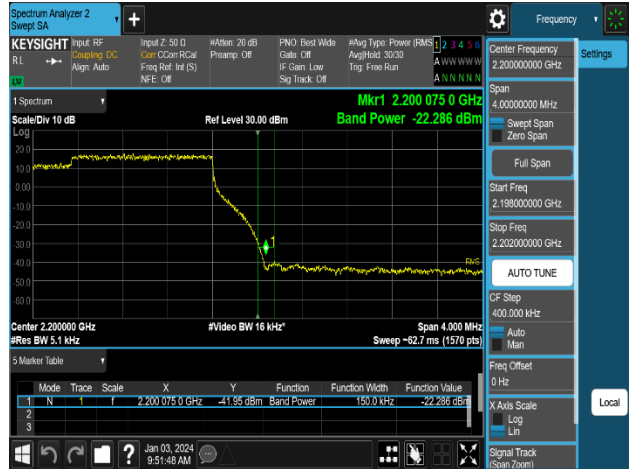 Spectrum Analyzer 2
Swept SA
+
Frequency
KEYSIGHT
RL
LV
Input: RF
Coupling: DC
Align: Auto
Input Z: 50 Ω
Corr CCorr RCal
Freq Ref: Int (S)
NFE: Off
#Atten: 20 dB
Preamp: Off
PNO: Best Wide
Gate: Off
IF Gain: Low
Sig Track: Off
#Avg Type: Power (RMS
Avg|Hold: 30/30
Trig: Free Run
1 2 3 4 5 6
A W W W W W
A N N N N N
1 Spectrum
Scale/Div 10 dB
Ref Level 30.00 dBm
Mkr1 2.200 075 0 GHz
Band Power -22.286 dBm
Log
20.0
10.0
0.00
-10.0
-20.0
-30.0
-40.0
-50.0
-60.0
1
RMS
Center 2.200000 GHz
#Video BW 16 kHz*
Span 4.000 MHz
#Res BW 5.1 kHz
Sweep ~62.7 ms (1570 pts)
5 Marker Table
Mode Trace Scale X Y Function Function Width Function Value
1 N 1 f 2.200 075 0 GHz -41.95 dBm Band Power 150.0 kHz -22.286 dBm
2
3
?
Jan 03, 2024
9:51:48 AM
Center Frequency
2.200000000 GHz
Settings
Span
4.00000000 MHz
Swept Span
Zero Span
Full Span
Start Freq
2.198000000 GHz
Stop Freq
2.202000000 GHz
AUTO TUNE
CF Step
400.000 kHz
Auto
Man
Freq Offset
0 Hz
X Axis Scale
Log
Lin
Local
Signal Track
(Span Zoom)